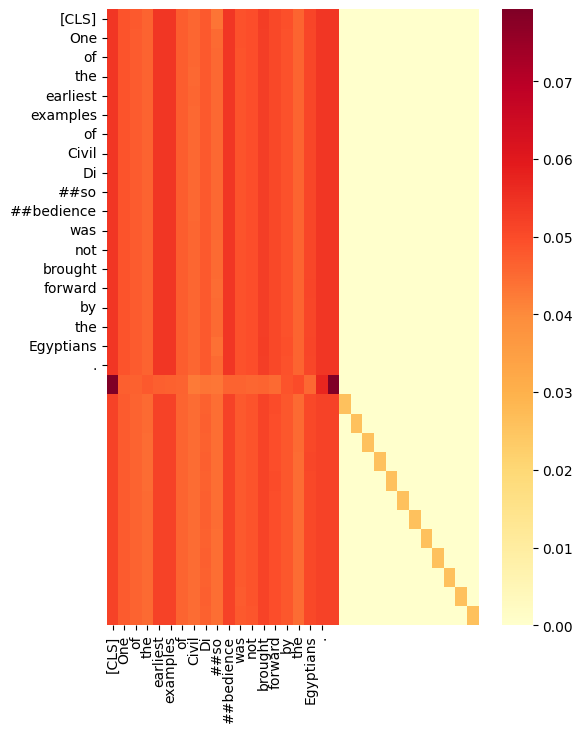 [CLS]
One
of
the
earliest
examples
of
Civil
Di
##so
##bedience
was
not
brought
forward
by
the
Egyptians
.
0.07
0.06
0.05
0.04
0.03
0.02
0.01
0.00
[CLS]
One
of
the
earliest
examples
of
Civil
Di
##so
##bedience
was
not
brought
forward
by
the
Egyptians
.